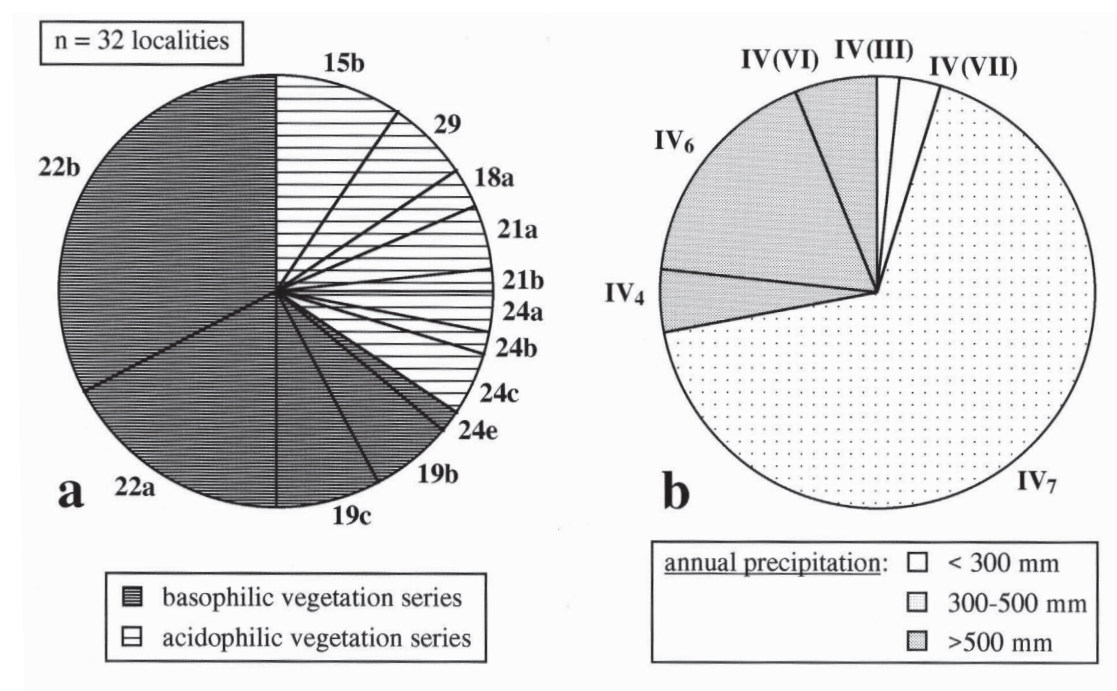 n = 32 localities
15b
29
18a
21a
21b
24a
24b
24c
24e
19b
19c
22a
22b
a
basophilic vegetation series
acidophilic vegetation series
IV(VI) IV(III) IV(VII)
IV6
IV4
IV7
b
annual precipitation: < 300 mm
300-500 mm
>500 mm